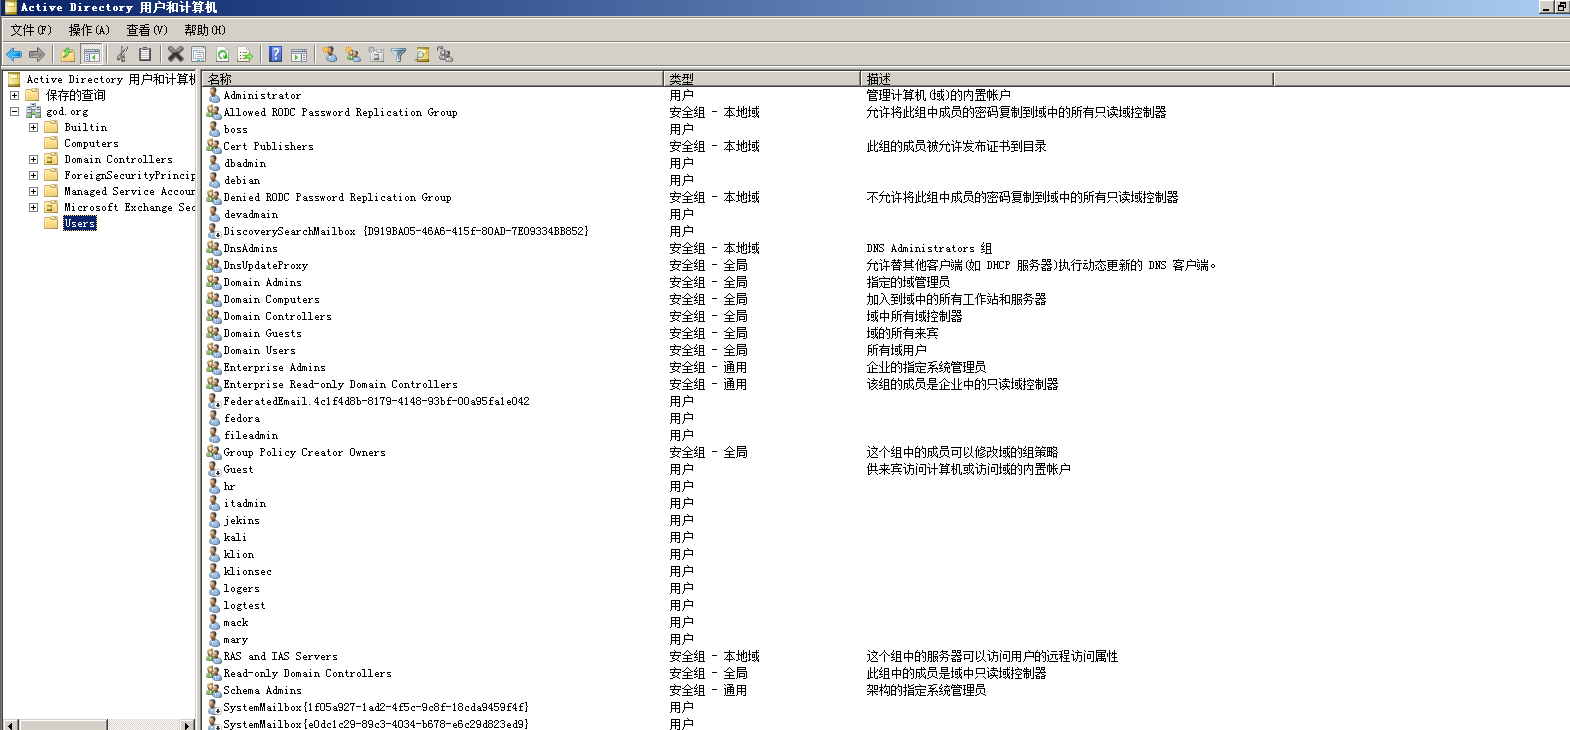 Active Directory 用户和计算机
文件(F) 操作(A) 查看(V) 帮助(H)
Active Directory 用户和计算机
保存的查询
god.org
Builtin
Computers
Domain Controllers
ForeignSecurityPrincip
Managed Service Accoun
Microsoft Exchange Sec
Users
名称 类型 描述
Administrator 用户 管理计算机(域)的内置帐户
Allowed RODC Password Replication Group 安全组 - 本地域 允许将此组中成员的密码复制到域中的所有只读域控制器
boss 用户
Cert Publishers 安全组 - 本地域 此组的成员被允许发布证书到目录
dbadmin 用户
debian 用户
Denied RODC Password Replication Group 安全组 - 本地域 不允许将此组中成员的密码复制到域中的所有只读域控制器
devadmain 用户
DiscoverySearchMailbox {D919BA05-46A6-415f-80AD-7E09334BB852} 用户
DnsAdmins 安全组 - 本地域 DNS Administrators 组
DnsUpdateProxy 安全组 - 全局 允许替其他客户端(如 DHCP 服务器)执行动态更新的 DNS 客户端。
Domain Admins 安全组 - 全局 指定的域管理员
Domain Computers 安全组 - 全局 加入到域中的所有工作站和服务器
Domain Controllers 安全组 - 全局 域中所有域控制器
Domain Guests 安全组 - 全局 域的所有来宾
Domain Users 安全组 - 全局 所有域用户
Enterprise Admins 安全组 - 通用 企业的指定系统管理员
Enterprise Read-only Domain Controllers 安全组 - 通用 该组的成员是企业中的只读域控制器
FederatedEmail.4c1f4d8b-8179-4148-93bf-00a95fa1e042 用户
fedora 用户
fileadmin 用户
Group Policy Creator Owners 安全组 - 全局 这个组中的成员可以修改域的组策略
Guest 用户 供来宾访问计算机或访问域的内置帐户
hr 用户
itadmin 用户
jekins 用户
kali 用户
klion 用户
klionsec 用户
logers 用户
logtest 用户
mack 用户
mary 用户
RAS and IAS Servers 安全组 - 本地域 这个组中的服务器可以访问用户的远程访问属性
Read-only Domain Controllers 安全组 - 全局 此组中的成员是域中只读域控制器
Schema Admins 安全组 - 通用 架构的指定系统管理员
SystemMailbox{1f05a927-1ad2-4f5c-9c8f-18cda9459f4f} 用户
SystemMailbox{e0dc1c29-89c3-4034-b678-e6c29d823ed9} 用户